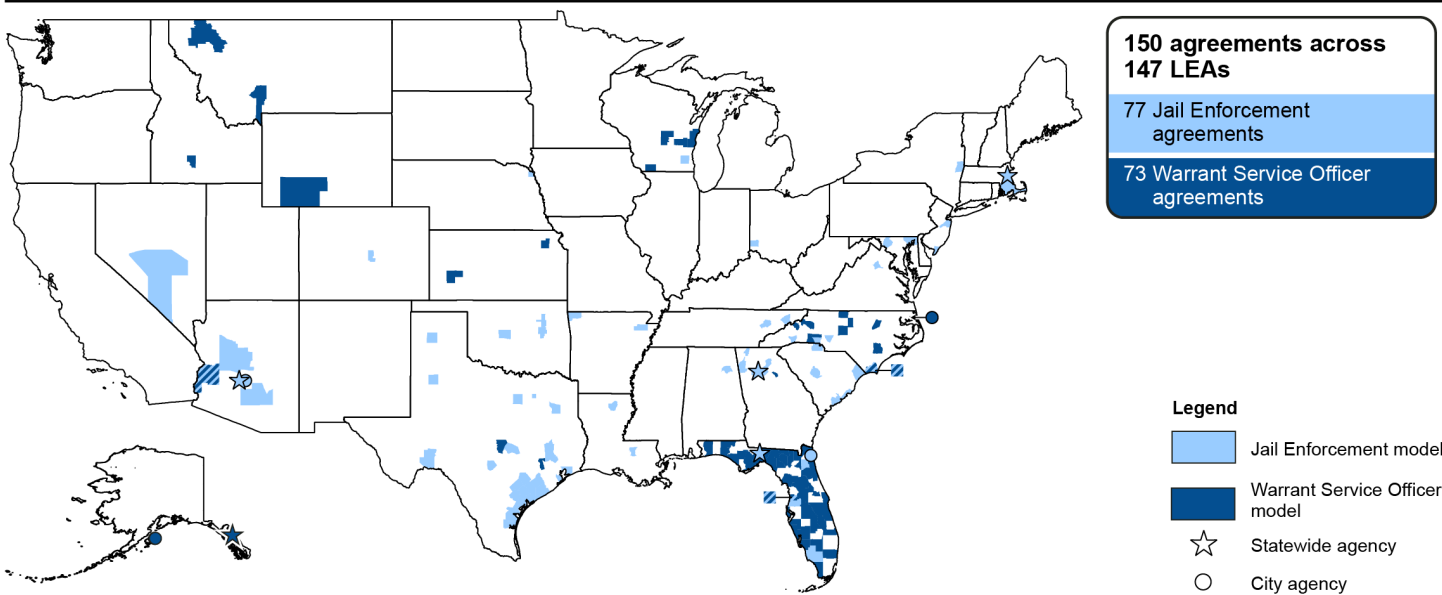 150 agreements across
147 LEAs
77 Jail Enforcement
agreements
73 Warrant Service Officer
agreements
Legend
Jail Enforcement model
Warrant Service Officer
model
Statewide agency
City agency